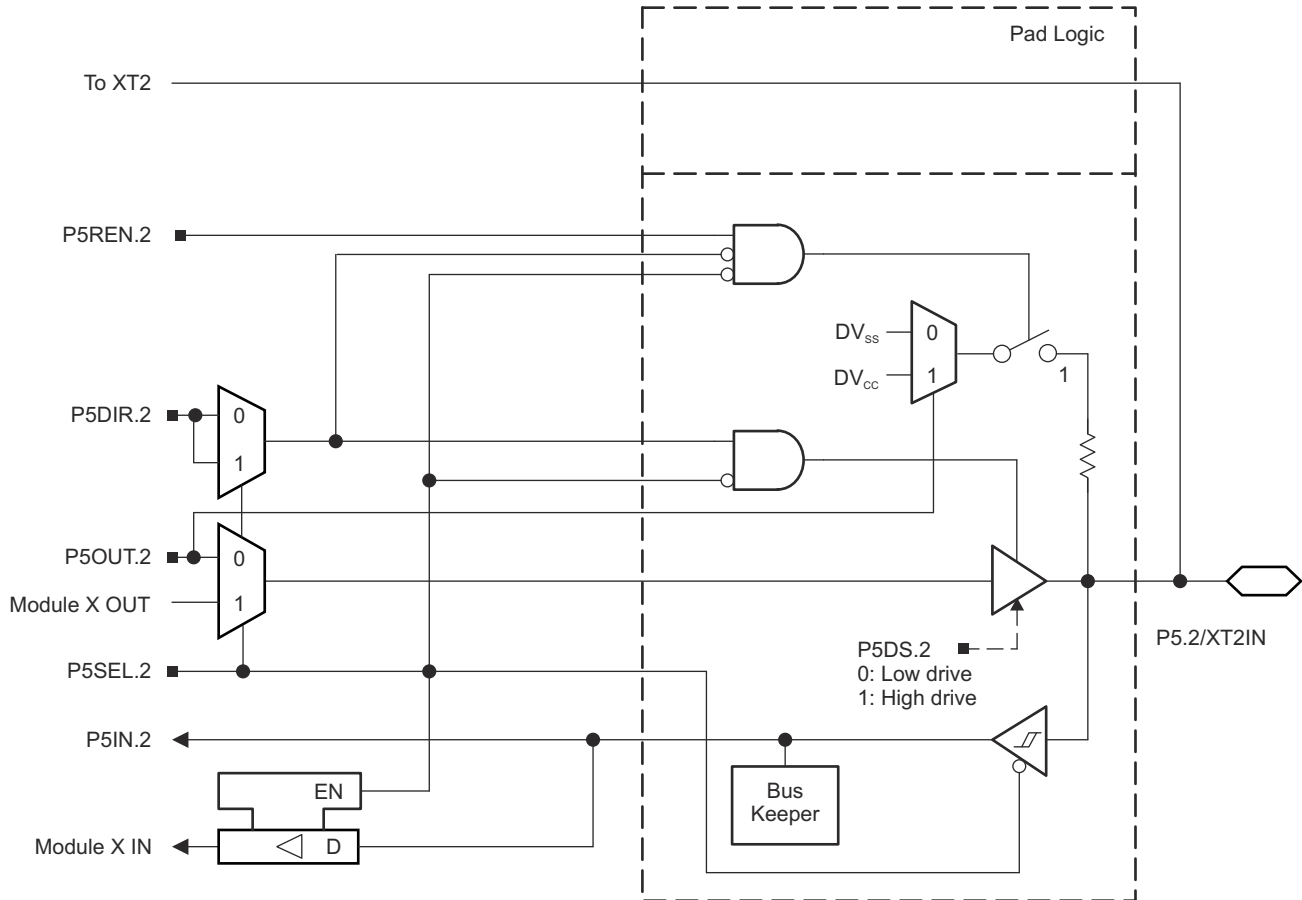 Pad Logic
To XT2
P5REN.2
DVSS
0
DVCC
1
1
P5DIR.2
0
1
P5OUT.2
0
Module X OUT
1
P5DS.2
0: Low drive
1: High drive
P5.2/XT2IN
P5SEL.2
P5IN.2
Bus
Keeper
EN
D
Module X IN